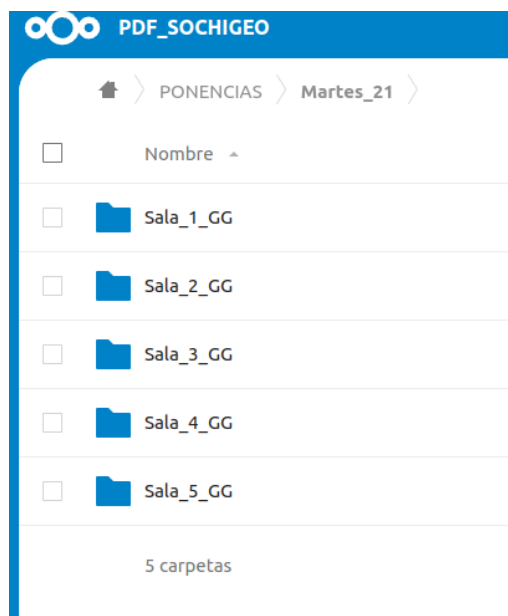 PDF_SOCHIGEO
PONENCIAS Martes_21
Nombre
Sala_1_GG
Sala_2_GG
Sala_3_GG
Sala_4_GG
Sala_5_GG
5 carpetas